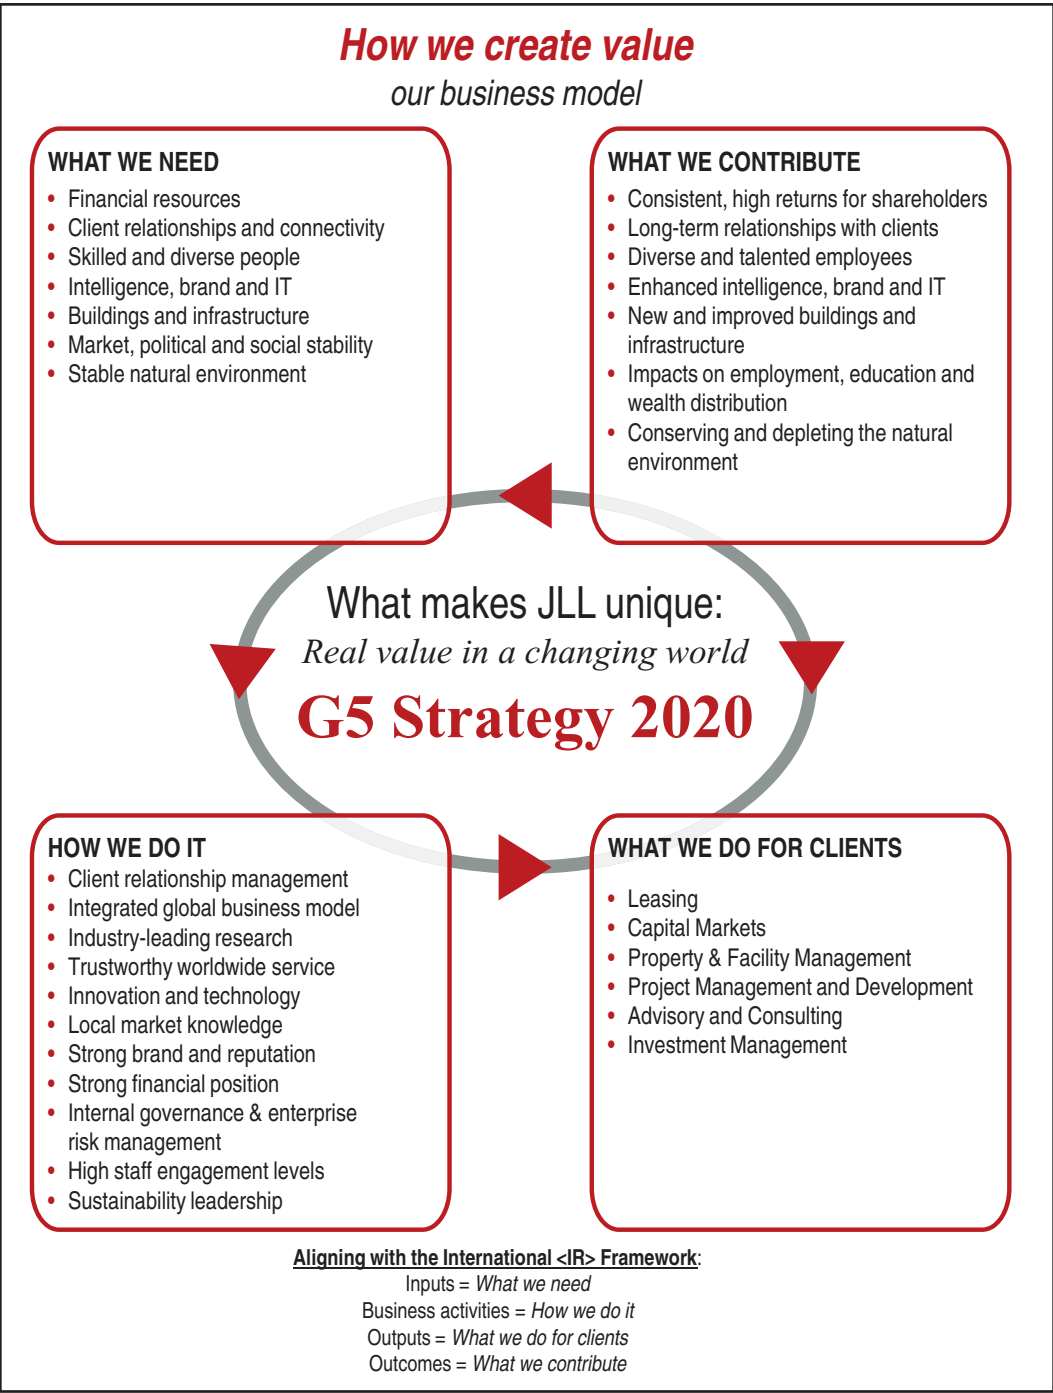 How we create value
our business model
WHAT WE NEED
• Financial resources
• Client relationships and connectivity
• Skilled and diverse people
• Intelligence, brand and IT
• Buildings and infrastructure
• Market, political and social stability
• Stable natural environment
WHAT WE CONTRIBUTE
• Consistent, high returns for shareholders
• Long-term relationships with clients
• Diverse and talented employees
• Enhanced intelligence, brand and IT
• New and improved buildings and
infrastructure
• Impacts on employment, education and
wealth distribution
• Conserving and depleting the natural
environment
What makes JLL unique:
Real value in a changing world
G5 Strategy 2020
HOW WE DO IT
• Client relationship management
• Integrated global business model
• Industry-leading research
• Trustworthy worldwide service
• Innovation and technology
• Local market knowledge
• Strong brand and reputation
• Strong financial position
• Internal governance & enterprise
risk management
• High staff engagement levels
• Sustainability leadership
WHAT WE DO FOR CLIENTS
• Leasing
• Capital Markets
• Property & Facility Management
• Project Management and Development
• Advisory and Consulting
• Investment Management
Aligning with the International <IR> Framework:
Inputs = What we need
Business activities = How we do it
Outputs = What we do for clients
Outcomes = What we contribute